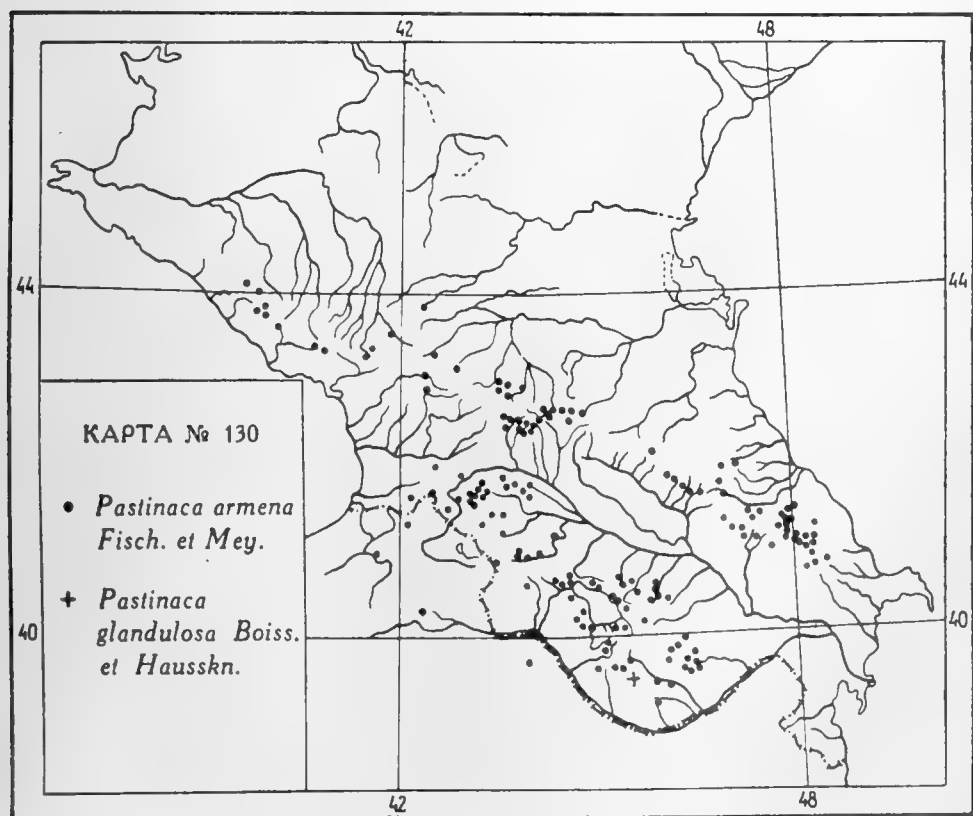 42
48
44
44
КАРТА № 130
• Pastinaca armena
Fisch. et Mey.
+ Pastinaca
glandulosa Boiss.
et Hausskn.
40
40
42
48